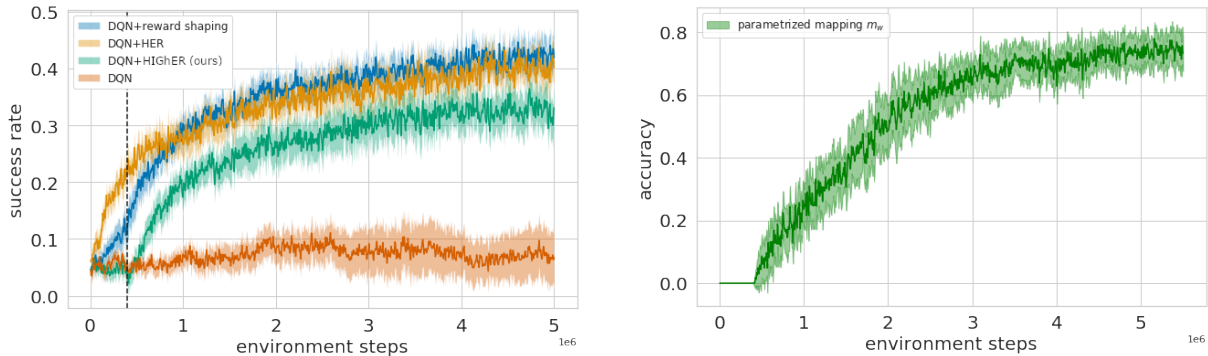 0.5
0.4
0.3
0.2
0.1
0.0
success rate
DQN+reward shaping
DQN+HER
DQN+HIGhER (ours)
DQN
0 1 2 3 4 5
1e6
environment steps
0.8
0.6
0.4
0.2
0.0
accuracy
parametrized mapping m_w
0 1 2 3 4 5
1e6
environment steps